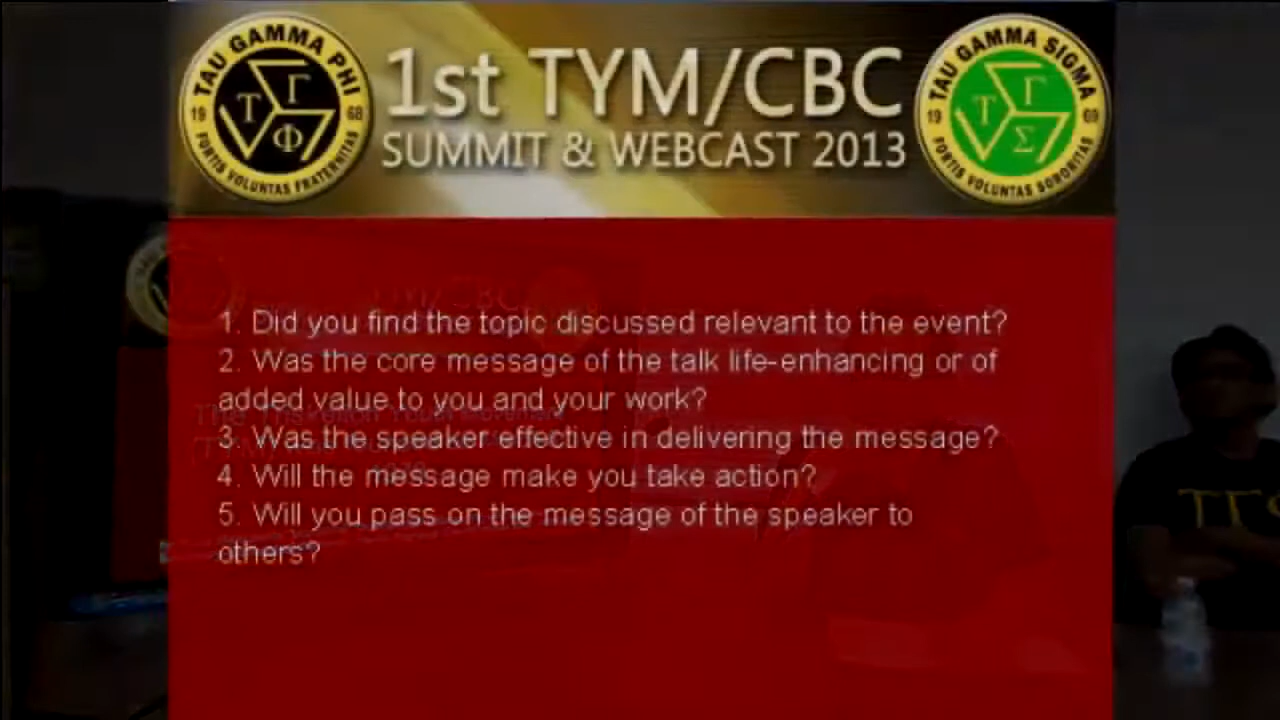 TAU GAMMA PHI
19 68
FORTIS VOLUNTAS FRATERNITAS
Τ Γ Φ
1st TYM/CBC
SUMMIT & WEBCAST 2013
TAU GAMMA SIGMA
19 69
FORTIS VOLUNTAS SORORITAS
Τ Γ Σ
1. Did you find the topic discussed relevant to the event?
2. Was the core message of the talk life-enhancing or of
added value to you and your work?
3. Was the speaker effective in delivering the message?
4. Will the message make you take action?
5. Will you pass on the message of the speaker to
others?